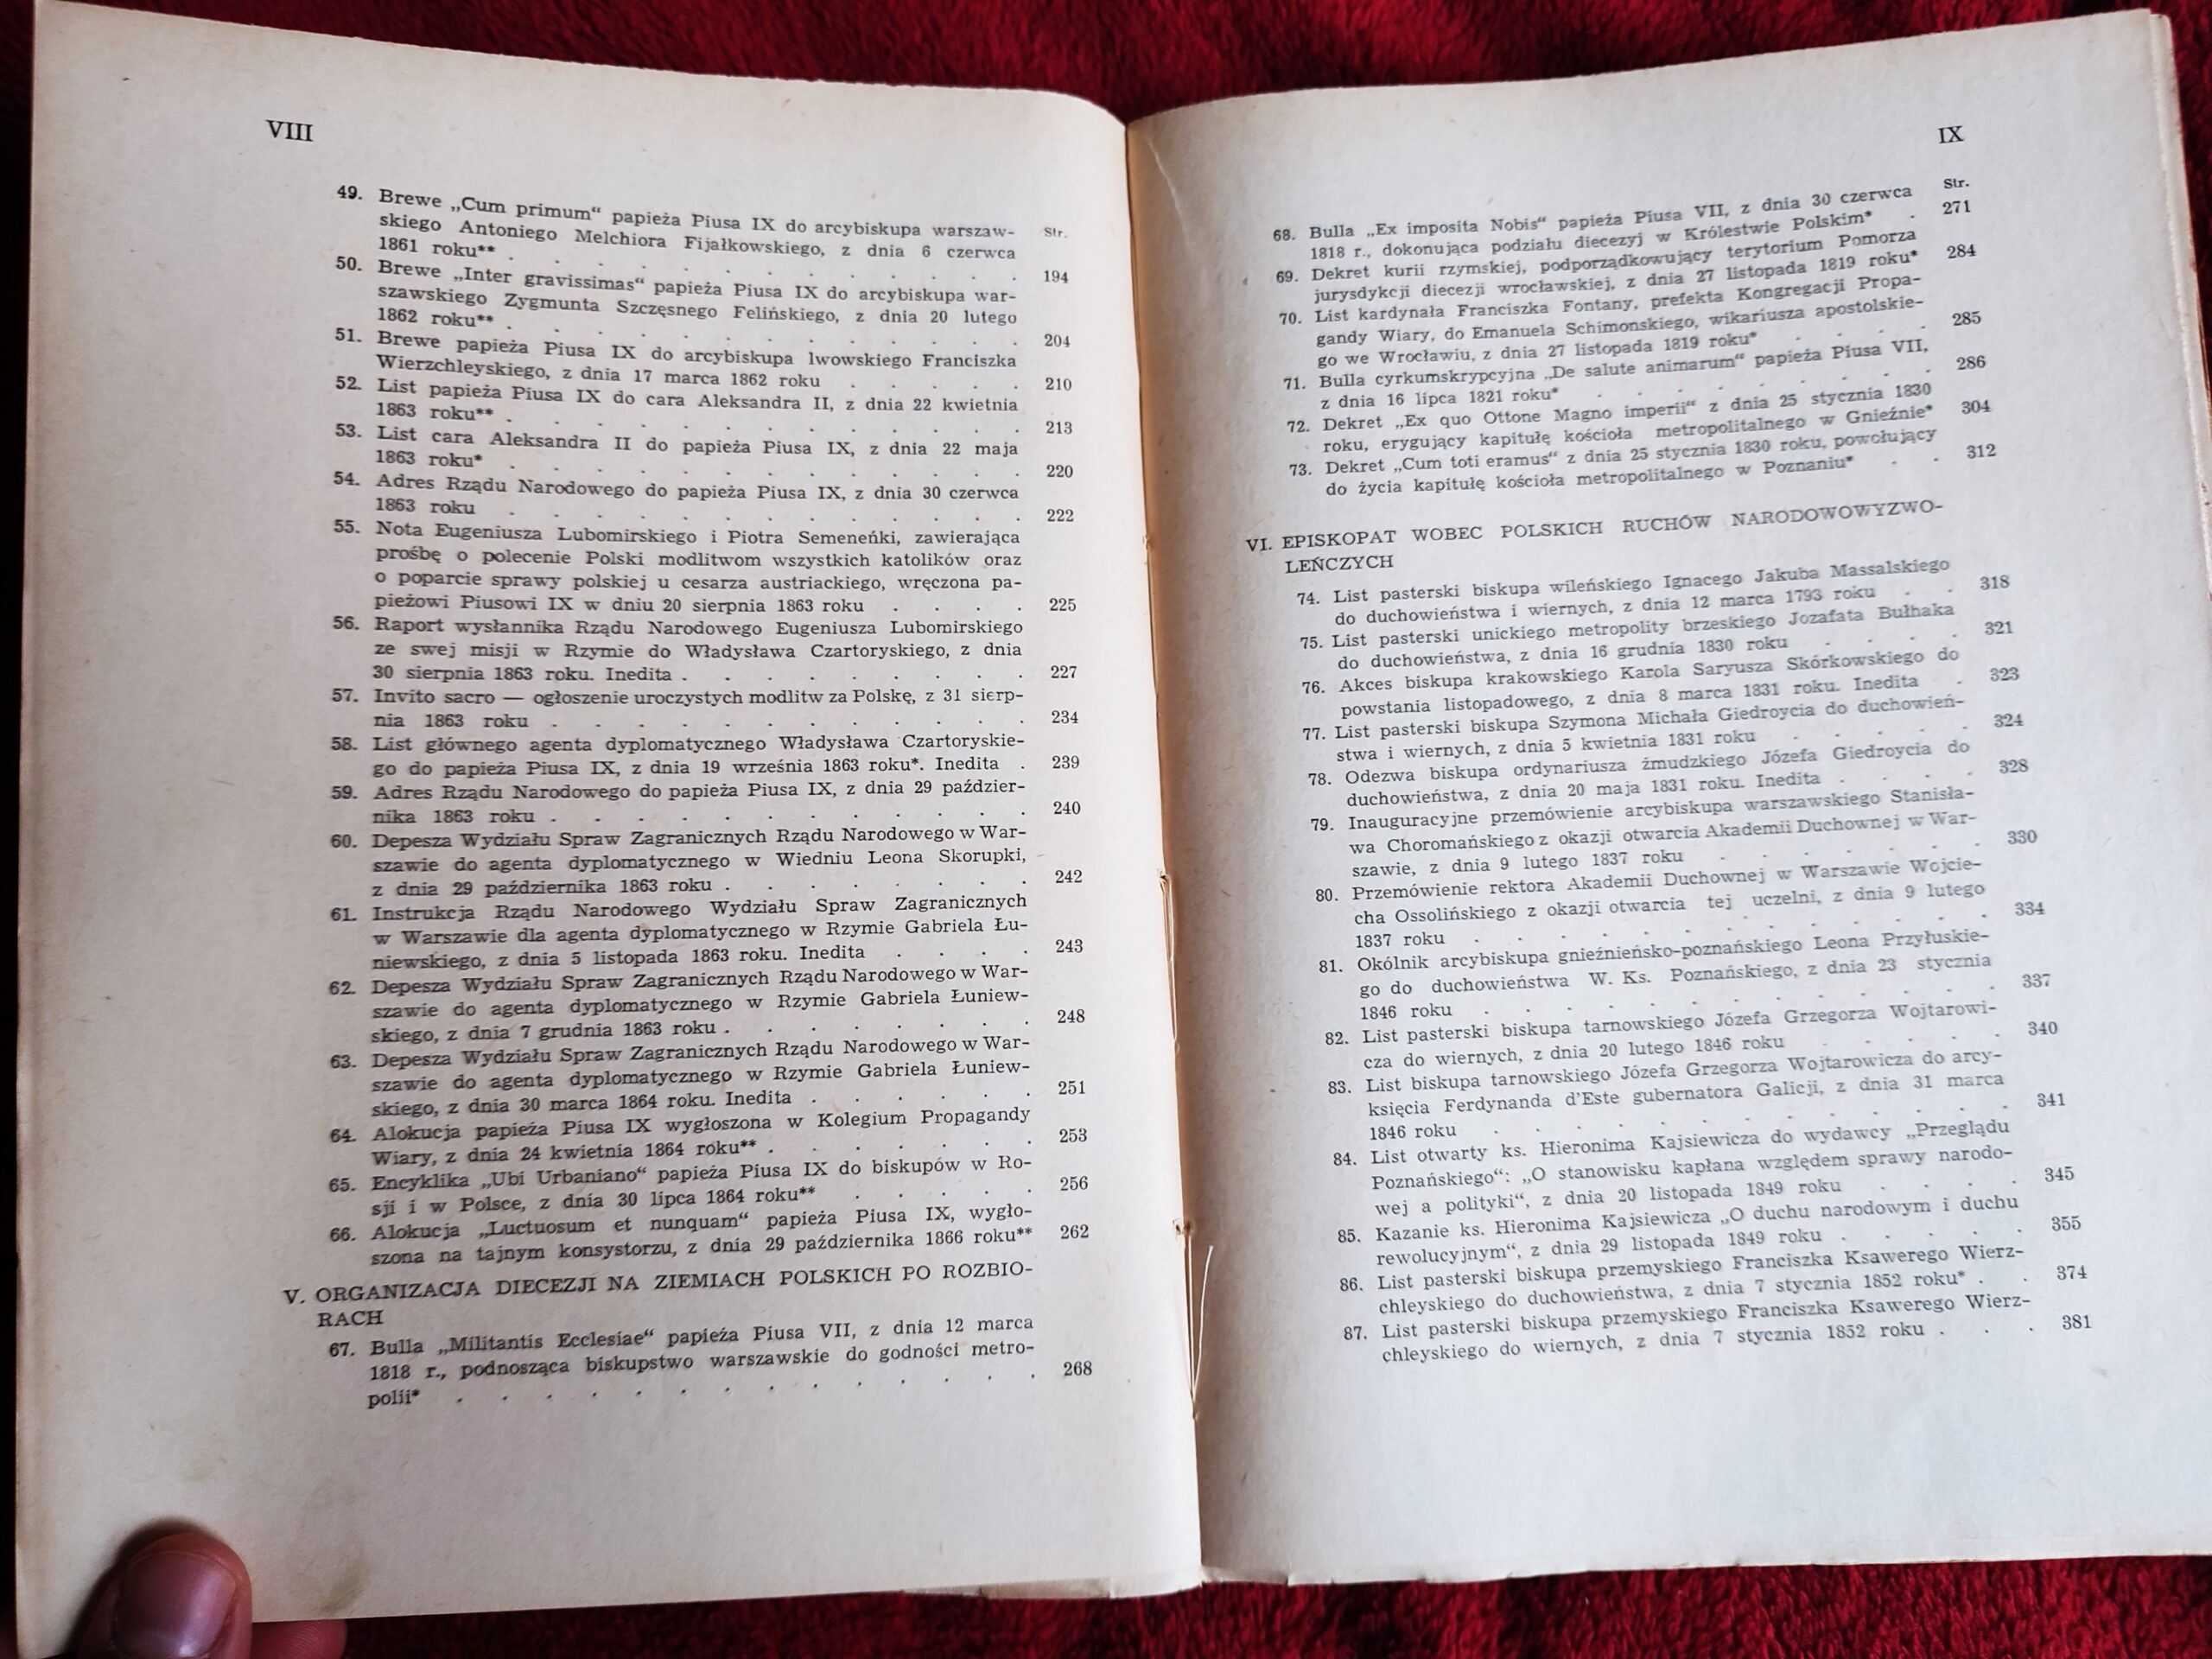 VIII
Str.
49. Brewe „Cum primum“ papieża Piusa IX do arcybiskupa warszaw-
skiego Antoniego Melchiora Fijałkowskiego, z dnia 6 czerwca
1861 roku** . . . . . . . . . . . . 194
50. Brewe „Inter gravissimas“ papieża Piusa IX do arcybiskupa war-
szawskiego Zygmunta Szczęsnego Felińskiego, z dnia 20 lutego
1862 roku** . . . . . . . . . . . . 204
51. Brewe papieża Piusa IX do arcybiskupa lwowskiego Franciszka
Wierzchleyskiego, z dnia 17 marca 1862 roku . . . . . 210
52. List papieża Piusa IX do cara Aleksandra II, z dnia 22 kwietnia
1863 roku** . . . . . . . . . . . . 213
53. List cara Aleksandra II do papieża Piusa IX, z dnia 22 maja
1863 roku* . . . . . . . . . . . . 220
54. Adres Rządu Narodowego do papieża Piusa IX, z dnia 30 czerwca
1863 roku . . . . . . . . . . . . 222
55. Nota Eugeniusza Lubomirskiego i Piotra Semeneńki, zawierająca
prośbę o polecenie Polski modlitwom wszystkich katolików oraz
o poparcie sprawy polskiej u cesarza austriackiego, wręczona pa-
pieżowi Piusowi IX w dniu 20 sierpnia 1863 roku . . . . 225
56. Raport wysłannika Rządu Narodowego Eugeniusza Lubomirskiego
ze swej misji w Rzymie do Władysława Czartoryskiego, z dnia
30 sierpnia 1863 roku. Inedita . . . . . . . . 227
57. Invito sacro — ogłoszenie uroczystych modlitw za Polskę, z 31 sierp-
nia 1863 roku . . . . . . . . . . . 234
58. List głównego agenta dyplomatycznego Władysława Czartoryskie-
go do papieża Piusa IX, z dnia 19 września 1863 roku*. Inedita . 239
59. Adres Rządu Narodowego do papieża Piusa IX, z dnia 29 paździer-
nika 1863 roku . . . . . . . . . . . 240
60. Depesza Wydziału Spraw Zagranicznych Rządu Narodowego w War-
szawie do agenta dyplomatycznego w Wiedniu Leona Skorupki,
z dnia 29 października 1863 roku . . . . . . . . 242
61. Instrukcja Rządu Narodowego Wydziału Spraw Zagranicznych
w Warszawie dla agenta dyplomatycznego w Rzymie Gabriela Łu-
niewskiego, z dnia 5 listopada 1863 roku. Inedita . . . . 243
62. Depesza Wydziału Spraw Zagranicznych Rządu Narodowego w War-
szawie do agenta dyplomatycznego w Rzymie Gabriela Łuniew-
skiego, z dnia 7 grudnia 1863 roku . . . . . . . . 248
63. Depesza Wydziału Spraw Zagranicznych Rządu Narodowego w War-
szawie do agenta dyplomatycznego w Rzymie Gabriela Łuniew-
skiego, z dnia 30 marca 1864 roku. Inedita . . . . . . 251
64. Alokucja papieża Piusa IX wygłoszona w Kolegium Propagandy
Wiary, z dnia 24 kwietnia 1864 roku** . . . . . . . 253
65. Encyklika „Ubi Urbaniano“ papieża Piusa IX do biskupów w Ro-
sji i w Polsce, z dnia 30 lipca 1864 roku** . . . . . 256
66. Alokucja „Luctuosum et nunquam“ papieża Piusa IX, wygło-
szona na tajnym konsystorzu, z dnia 29 października 1866 roku** 262
V. ORGANIZACJA DIECEZJI NA ZIEMIACH POLSKICH PO ROZBIO-
RACH
67. Bulla „Militantis Ecclesiae“ papieża Piusa VII, z dnia 12 marca
1818 r., podnosząca biskupstwo warszawskie do godności metro-
polii* . . . . . . . . . . . . . . 268
IX
Str.
68. Bulla „Ex imposita Nobis“ papieża Piusa VII, z dnia 30 czerwca
1818 r., dokonująca podziału diecezyj w Królestwie Polskim* . 271
69. Dekret kurii rzymskiej, podporządkowujący terytorium Pomorza
jurysdykcji diecezji wrocławskiej, z dnia 27 listopada 1819 roku* 284
70. List kardynała Franciszka Fontany, prefekta Kongregacji Propa-
gandy Wiary, do Emanuela Schimonskiego, wikariusza apostolskie-
go we Wrocławiu, z dnia 27 listopada 1819 roku* . . . . 285
71. Bulla cyrkumskrypcyjna „De salute animarum“ papieża Piusa VII,
z dnia 16 lipca 1821 roku* . . . . . . . . . 286
72. Dekret „Ex quo Ottone Magno imperii“ z dnia 25 stycznia 1830
roku, erygujący kapitułę kościoła metropolitalnego w Gnieźnie* 304
73. Dekret „Cum toti eramus“ z dnia 25 stycznia 1830 roku, powołujący
do życia kapitułę kościoła metropolitalnego w Poznaniu* . . 312
VI. EPISKOPAT WOBEC POLSKICH RUCHÓW NARODOWOWYZWO-
LEŃCZYCH
74. List pasterski biskupa wileńskiego Ignacego Jakuba Massalskiego
do duchowieństwa i wiernych, z dnia 12 marca 1793 roku . . 318
75. List pasterski unickiego metropolity brzeskiego Jozafata Bułhaka
do duchowieństwa, z dnia 16 grudnia 1830 roku . . . . 321
76. Akces biskupa krakowskiego Karola Saryusza Skórkowskiego do
powstania listopadowego, z dnia 8 marca 1831 roku. Inedita . 323
77. List pasterski biskupa Szymona Michała Giedroycia do duchowień-
stwa i wiernych, z dnia 5 kwietnia 1831 roku . . . . . 324
78. Odezwa biskupa ordynariusza żmudzkiego Józefa Giedroycia do
duchowieństwa, z dnia 20 maja 1831 roku. Inedita . . . . 328
79. Inauguracyjne przemówienie arcybiskupa warszawskiego Stanisła-
wa Choromańskiego z okazji otwarcia Akademii Duchownej w War-
szawie, z dnia 9 lutego 1837 roku . . . . . . . 330
80. Przemówienie rektora Akademii Duchownej w Warszawie Wojcie-
cha Ossolińskiego z okazji otwarcia tej uczelni, z dnia 9 lutego
1837 roku . . . . . . . . . . . . . 334
81. Okólnik arcybiskupa gnieźnieńsko-poznańskiego Leona Przyłuskie-
go do duchowieństwa W. Ks. Poznańskiego, z dnia 23 stycznia
1846 roku . . . . . . . . . . . . . 337
82. List pasterski biskupa tarnowskiego Józefa Grzegorza Wojtarowi-
cza do wiernych, z dnia 20 lutego 1846 roku . . . . . 340
83. List biskupa tarnowskiego Józefa Grzegorza Wojtarowicza do arcy-
księcia Ferdynanda d'Este gubernatora Galicji, z dnia 31 marca
1846 roku . . . . . . . . . . . . . 341
84. List otwarty ks. Hieronima Kajsiewicza do wydawcy „Przeglądu
Poznańskiego“: „O stanowisku kapłana względem sprawy narodo-
wej a polityki“, z dnia 20 listopada 1849 roku . . . . 345
85. Kazanie ks. Hieronima Kajsiewicza „O duchu narodowym i duchu
rewolucyjnym“, z dnia 29 listopada 1849 roku . . . . . 355
86. List pasterski biskupa przemyskiego Franciszka Ksawerego Wierz-
chleyskiego do duchowieństwa, z dnia 7 stycznia 1852 roku* . . 374
87. List pasterski biskupa przemyskiego Franciszka Ksawerego Wierz-
chleyskiego do wiernych, z dnia 7 stycznia 1852 roku . . . 381